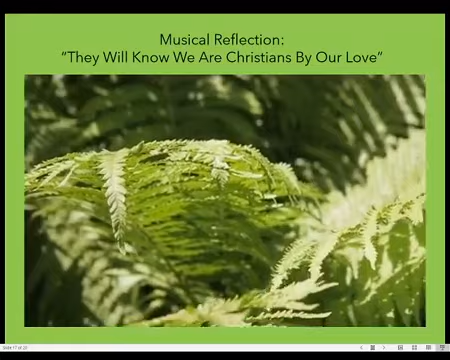 Musical Reflection:
“They Will Know We Are Christians By Our Love”